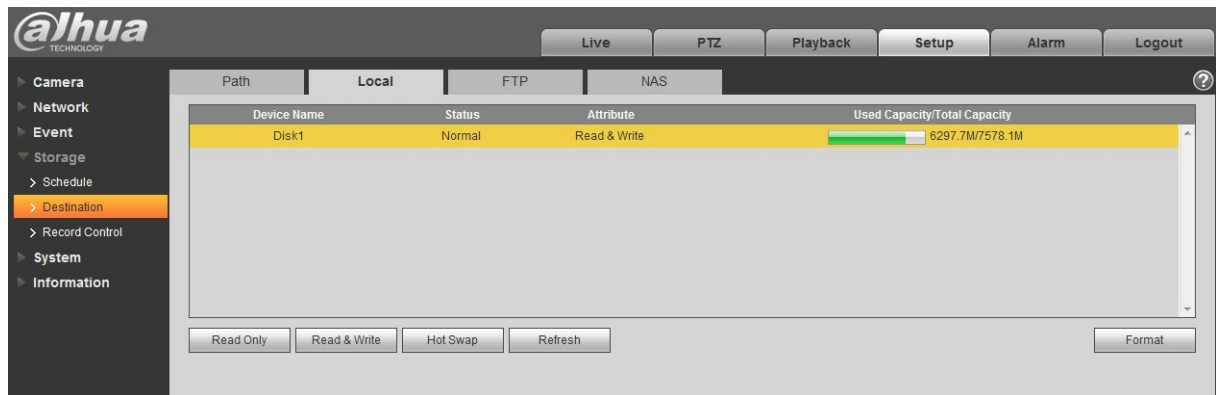 alhua
TECHNOLOGY
Live PTZ Playback Setup Alarm Logout
Camera
Network
Event
Storage
Schedule
Destination
Record Control
System
Information
Path Local FTP NAS ?
Device Name Status Attribute Used Capacity/Total Capacity
Disk1 Normal Read & Write 6297.7M/7578.1M
Read Only Read & Write Hot Swap Refresh Format